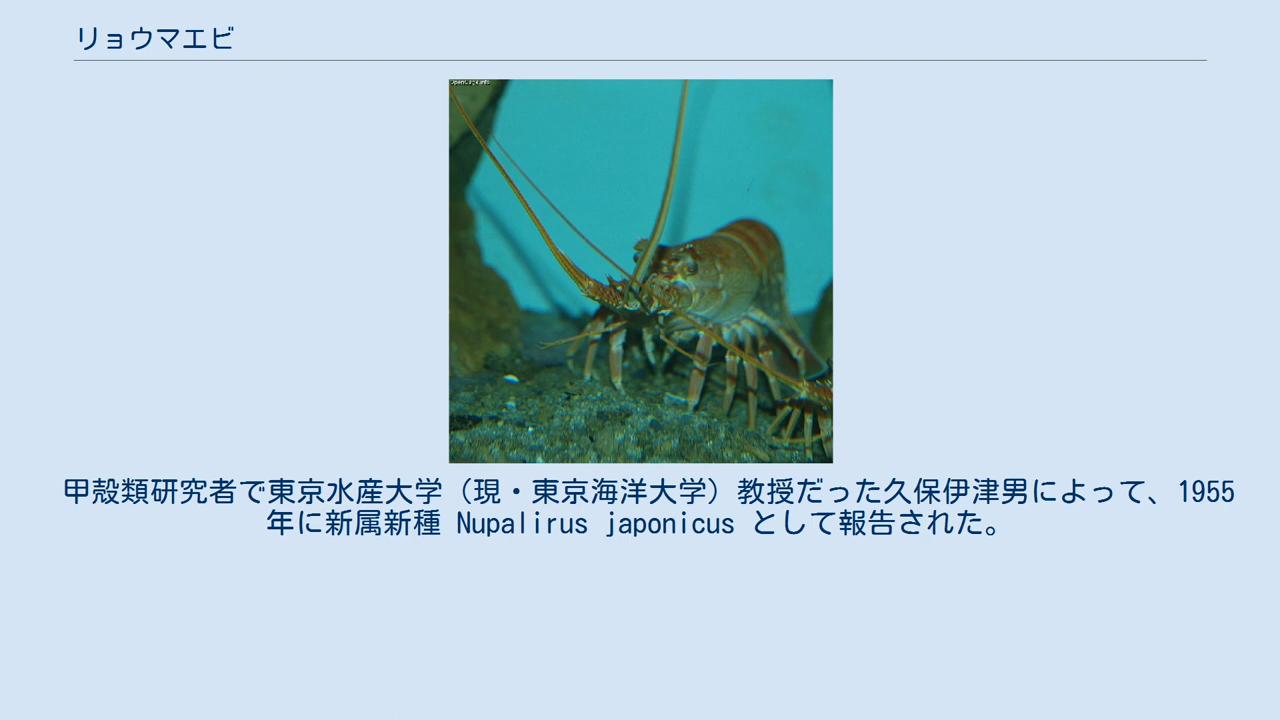 リョウマエビ
OpenCage.info
甲殻類研究者で東京水産大学（現・東京海洋大学）教授だった久保伊津男によって、1955
年に新属新種 Nupalirus japonicus として報告された。